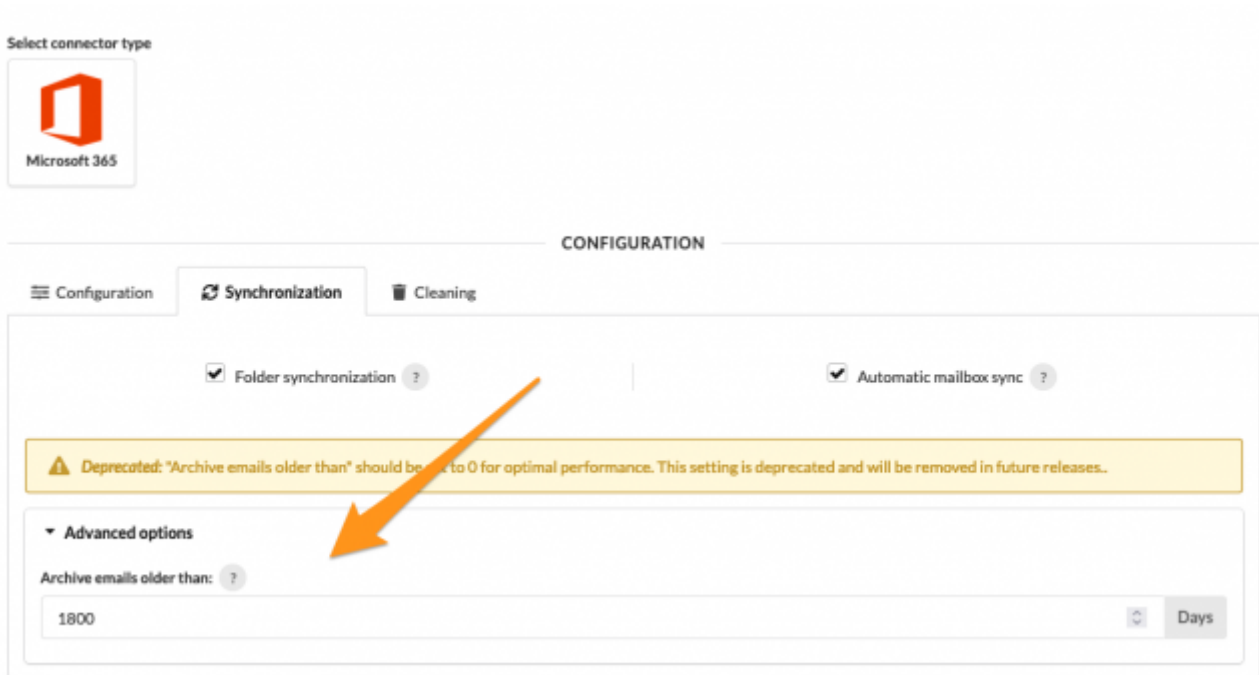 Select connector type
Microsoft 365
CONFIGURATION
Configuration Synchronization Cleaning
Folder synchronization ? Automatic mailbox sync ?
Deprecated: "Archive emails older than" should be to 0 for optimal performance. This setting is deprecated and will be removed in future releases..
Advanced options
Archive emails older than: ?
1800 Days